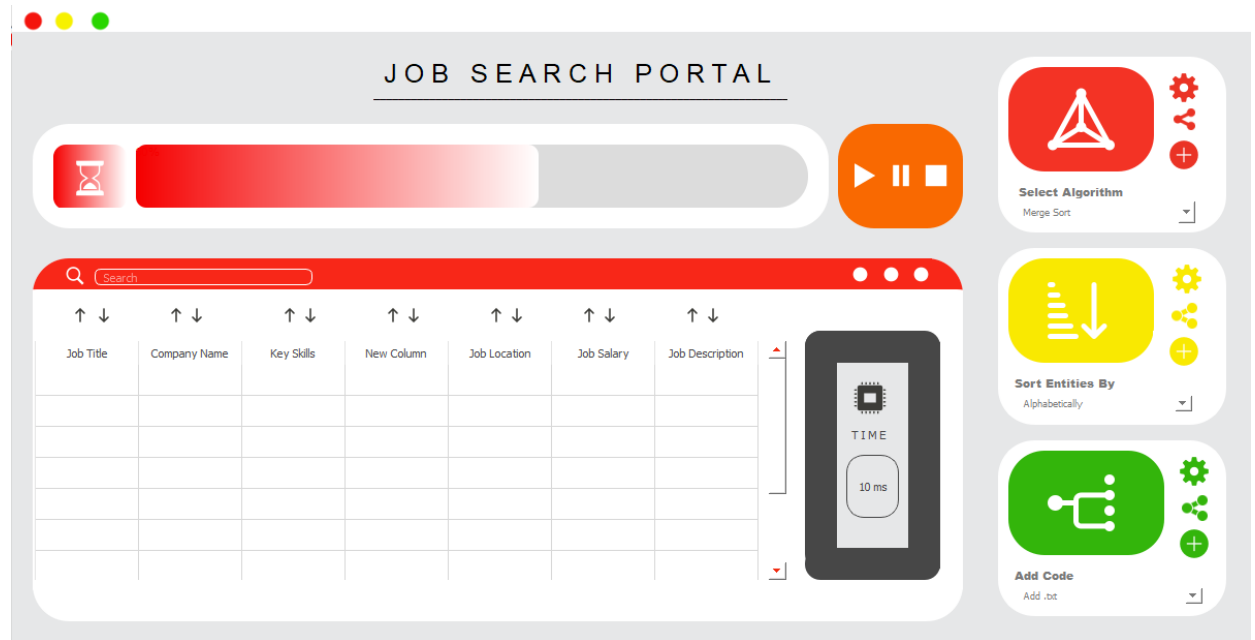 JOB SEARCH PORTAL
Search
Job Title Company Name Key Skills New Column Job Location Job Salary Job Description
TIME
10 ms
Select Algorithm
Merge Sort
Sort Entities By
Alphabetically
Add Code
Add .txt